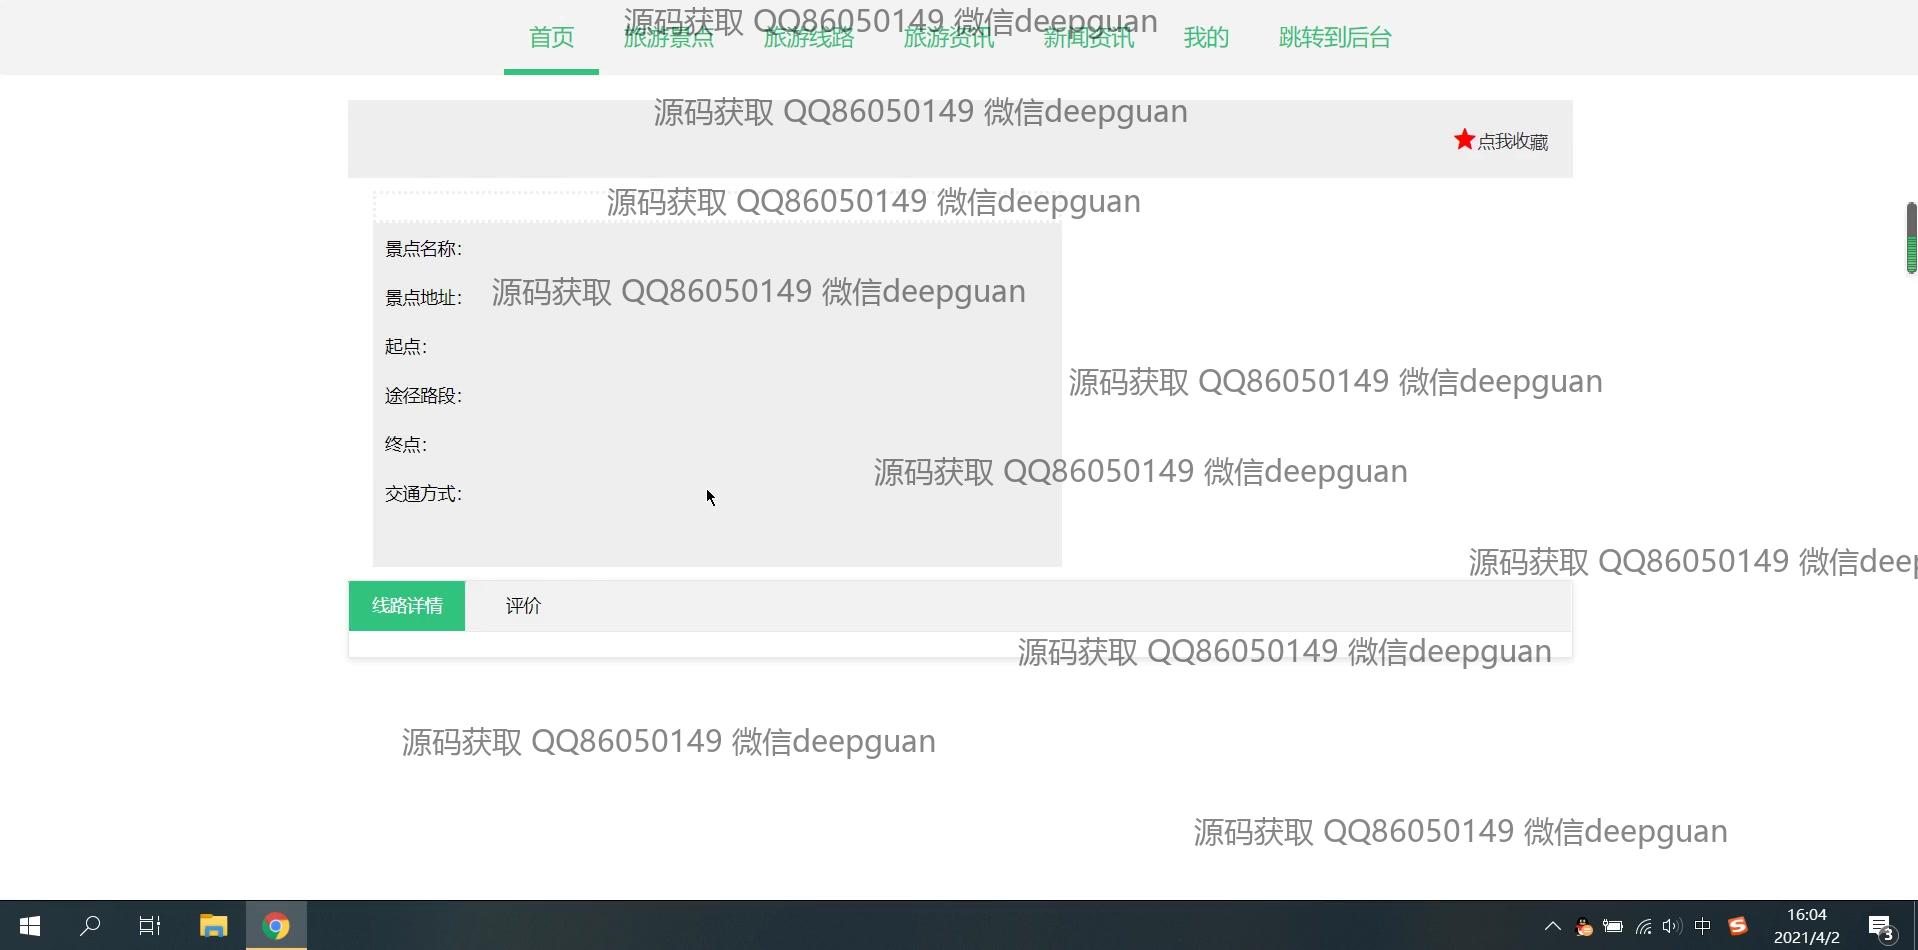 源码获取 QQ86050149 微信deepguan
首页 旅游景点 旅游线路 旅游资讯 新闻资讯 我的 跳转到后台
源码获取 QQ86050149 微信deepguan
点我收藏
源码获取 QQ86050149 微信deepguan
景点名称:
源码获取 QQ86050149 微信deepguan
景点地址:
起点:
源码获取 QQ86050149 微信deepguan
途径路段:
终点:
源码获取 QQ86050149 微信deepguan
交通方式:
源码获取 QQ86050149 微信deep
线路详情 评价
源码获取 QQ86050149 微信deepguan
源码获取 QQ86050149 微信deepguan
源码获取 QQ86050149 微信deepguan
中
16:04
2021/4/2
3